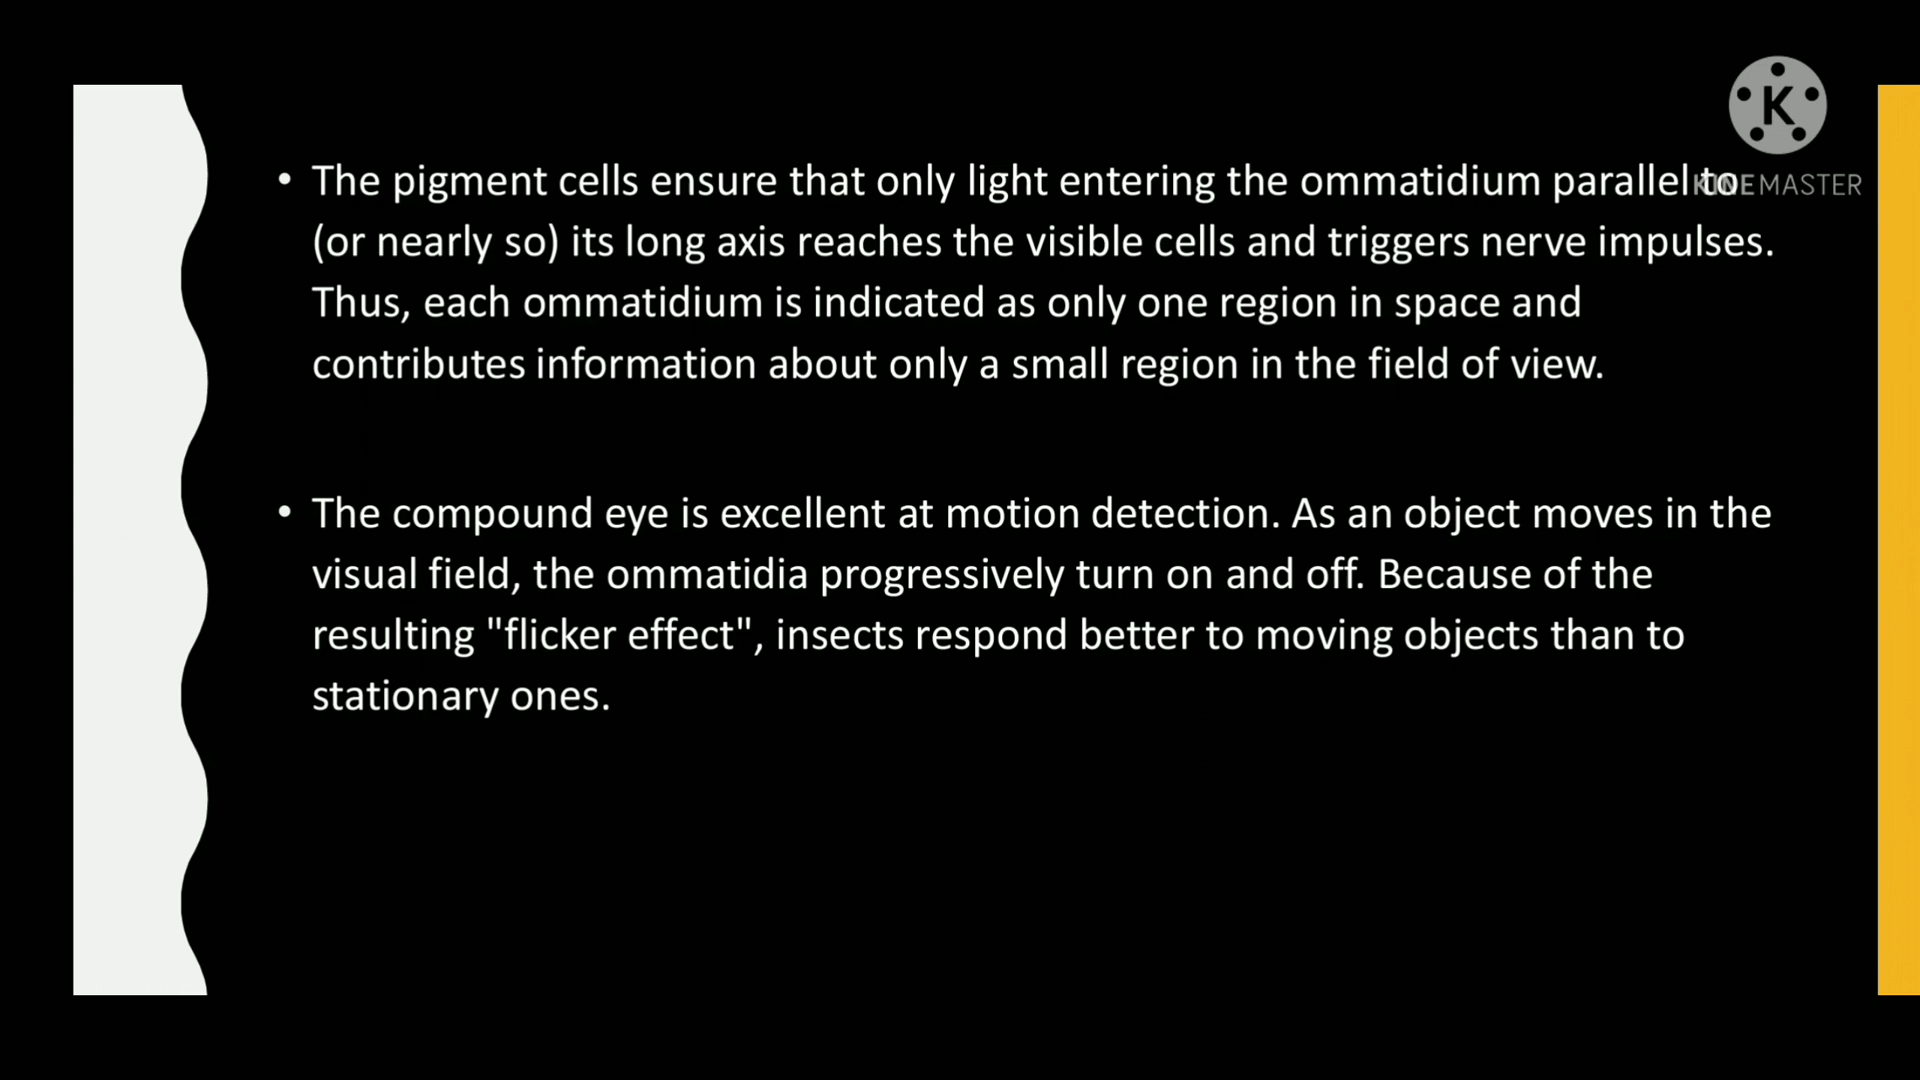 K
KINEMASTER
• The pigment cells ensure that only light entering the ommatidium parallel to
(or nearly so) its long axis reaches the visible cells and triggers nerve impulses.
Thus, each ommatidium is indicated as only one region in space and
contributes information about only a small region in the field of view.
• The compound eye is excellent at motion detection. As an object moves in the
visual field, the ommatidia progressively turn on and off. Because of the
resulting "flicker effect", insects respond better to moving objects than to
stationary ones.